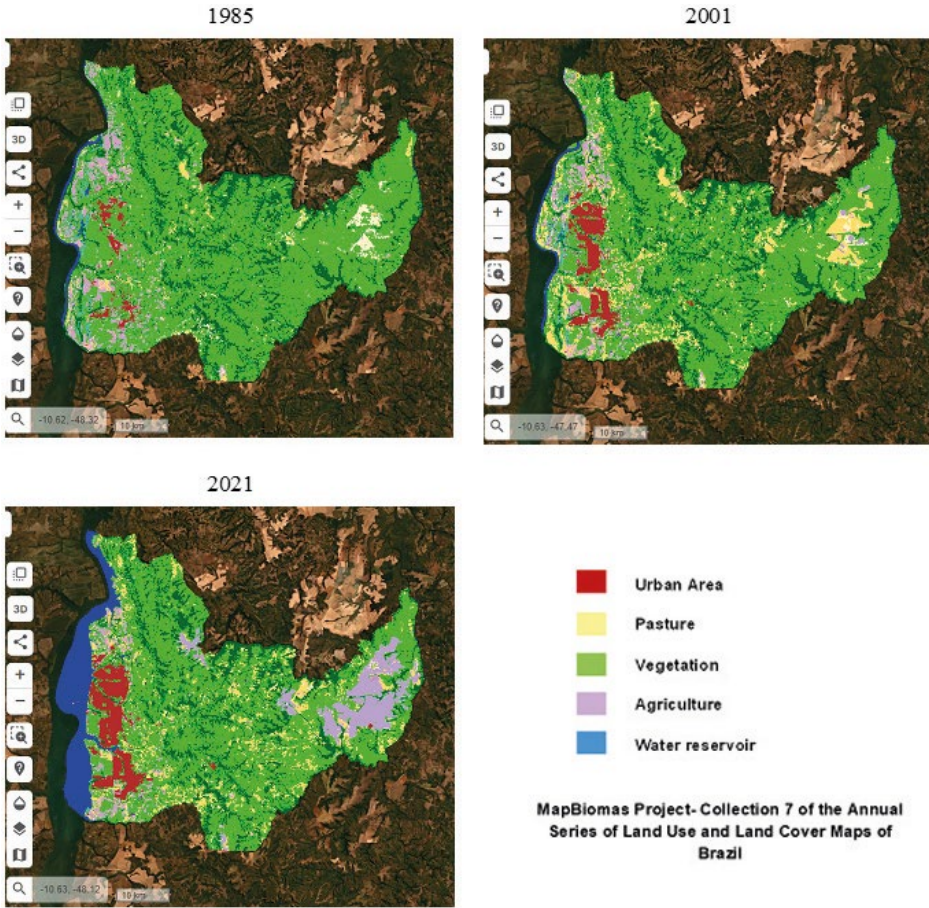 1985
2001
3D
+
−
-10.62, -48.32
10 km
3D
+
−
-10.63, -47.47
10 km
2021
3D
+
−
-10.63, -48.12
10 km
Urban Area
Pasture
Vegetation
Agriculture
Water reservoir
MapBiomas Project- Collection 7 of the Annual
Series of Land Use and Land Cover Maps of
Brazil